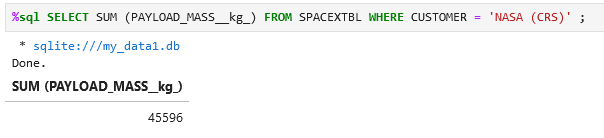 %sql SELECT SUM (PAYLOAD_MASS__kg_) FROM SPACEXTBL WHERE CUSTOMER = 'NASA (CRS)' ;
* sqlite:///my_data1.db
Done.
SUM (PAYLOAD_MASS__kg_)
45596